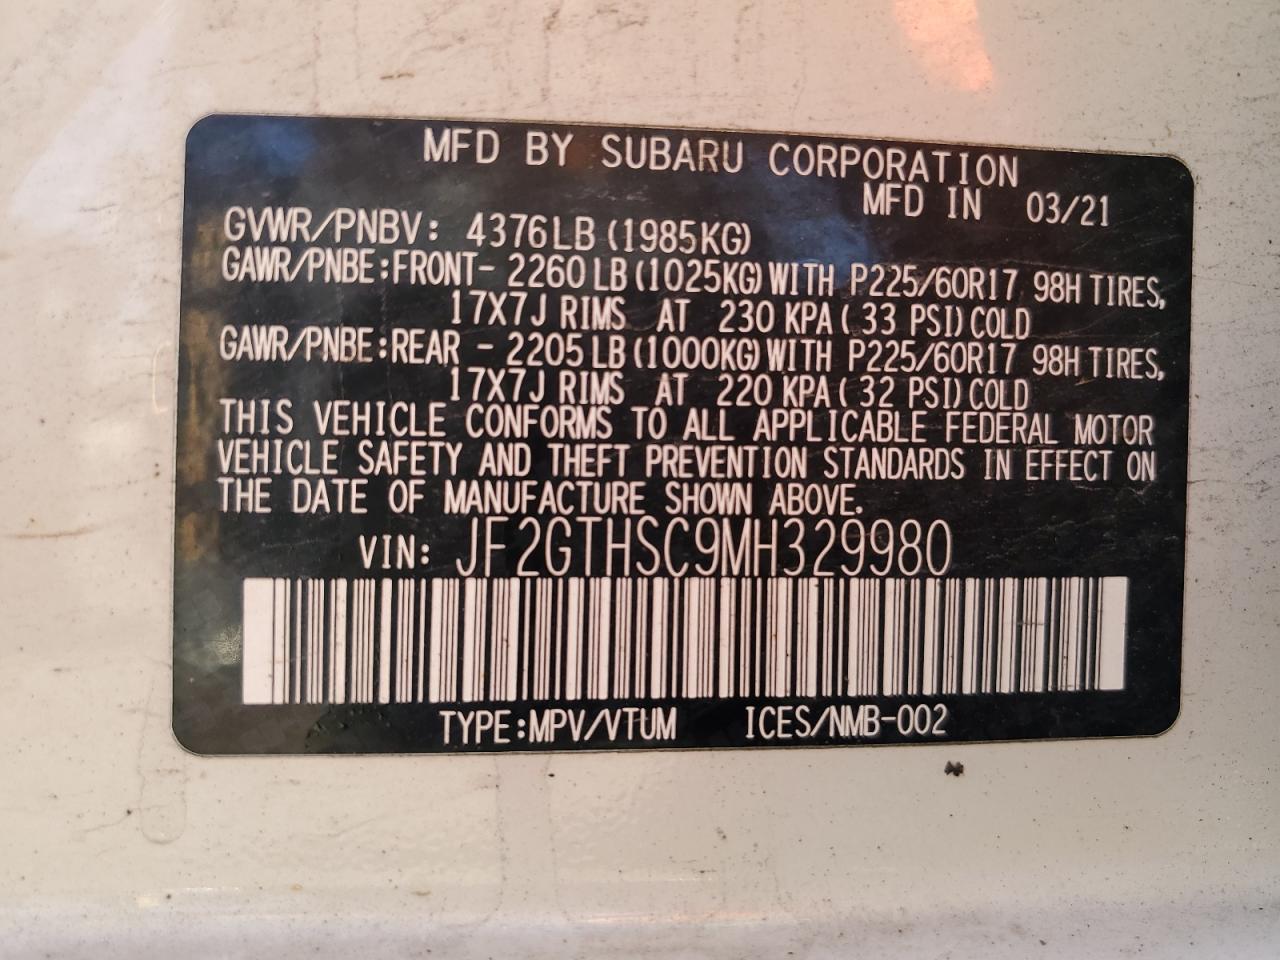 MFD BY SUBARU CORPORATION
MFD IN 03/21
GVWR/PNBV: 4376LB (1985KG)
GAWR/PNBE:FRONT- 2260LB (1025KG) WITH P225/60R17 98H TIRES,
17X7J RIMS AT 230 KPA ( 33 PSI) COLD
GAWR/PNBE:REAR - 2205LB (1000KG) WITH P225/60R17 98H TIRES,
17X7J RIMS AT 220 KPA ( 32 PSI) COLD
THIS VEHICLE CONFORMS TO ALL APPLICABLE FEDERAL MOTOR
VEHICLE SAFETY AND THEFT PREVENTION STANDARDS IN EFFECT ON
THE DATE OF MANUFACTURE SHOWN ABOVE.
VIN: JF2GTHSC9MH329980
TYPE:MPV/VTUM ICES/NMB-002